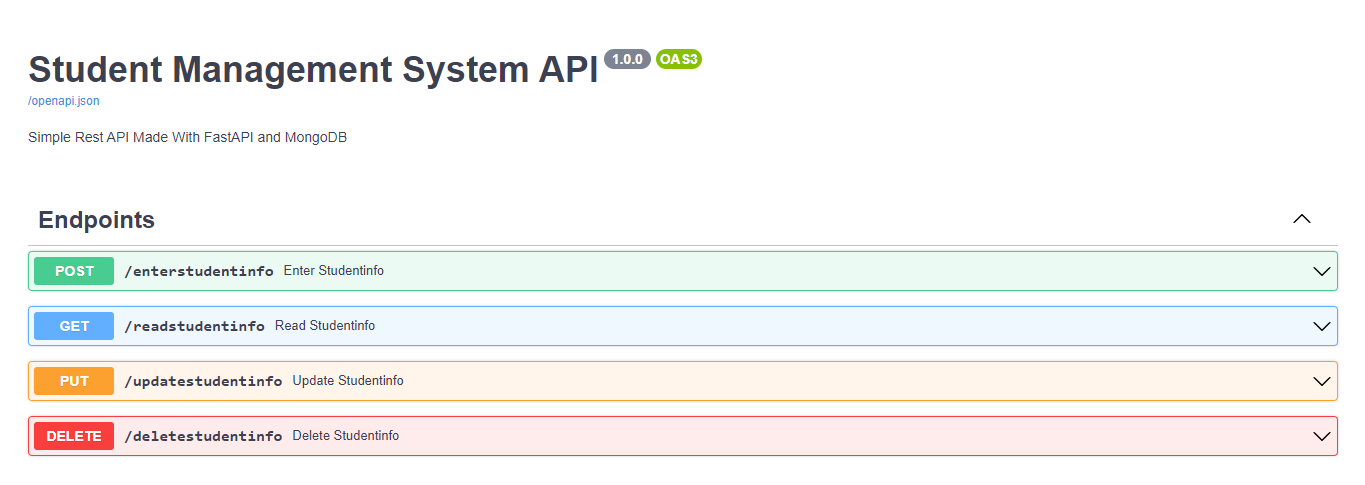 Student Management System API 1.0.0 OAS3
/openapi.json
Simple Rest API Made With FastAPI and MongoDB
Endpoints
POST /enterstudentinfo Enter Studentinfo
GET /readstudentinfo Read Studentinfo
PUT /updatestudentinfo Update Studentinfo
DELETE /deletestudentinfo Delete Studentinfo